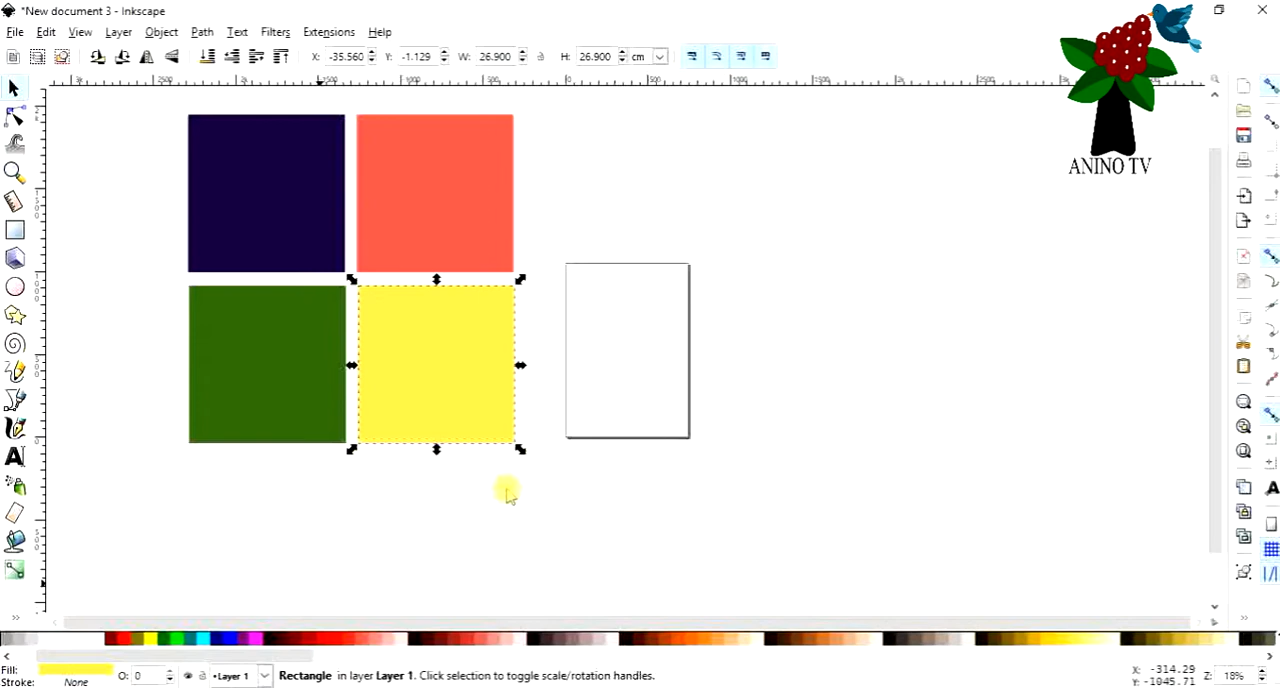 *New document 3 - Inkscape
File Edit View Layer Object Path Text Filters Extensions Help
X: -35.560 Y: -1.129 W: 26.900 H: 26.900 cm
ANINO TV
A
Fill:
Stroke: None
O: 0
•Layer 1
Rectangle in layer Layer 1. Click selection to toggle scale/rotation handles.
X: -314.29
Y: -1045.71
Z: 18%